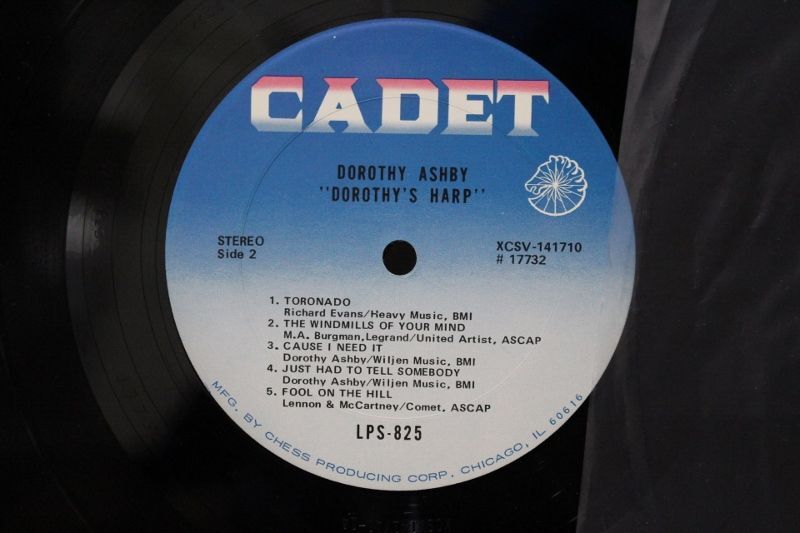 CADET
DOROTHY ASHBY
"DOROTHY'S HARP"
STEREO
Side 2
XCSV-141710
# 17732
1. TORONADO
Richard Evans/Heavy Music, BMI
2. THE WINDMILLS OF YOUR MIND
M.A. Burgman,Legrand/United Artist, ASCAP
3. CAUSE I NEED IT
Dorothy Ashby/Wiljen Music, BMI
4. JUST HAD TO TELL SOMEBODY
Dorothy Ashby/Wiljen Music, BMI
5. FOOL ON THE HILL
Lennon & McCartney/Comet, ASCAP
LPS-825
MFG. BY CHESS PRODUCING CORP. CHICAGO, IL 60616